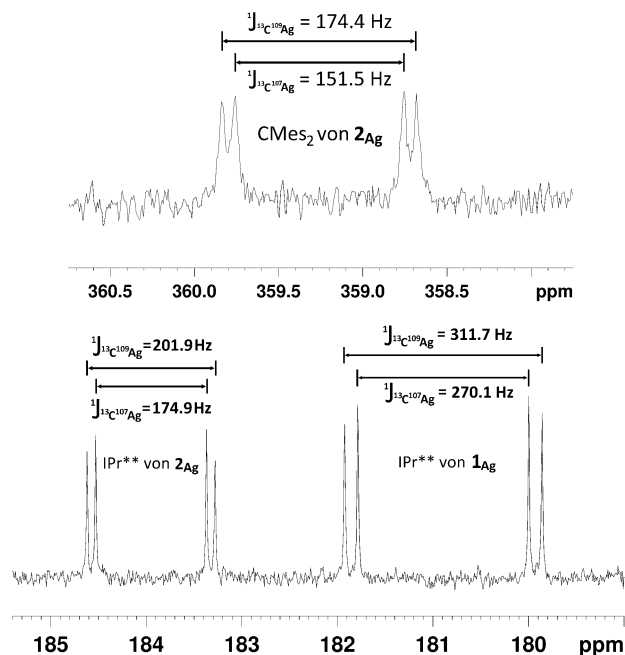 ¹J¹³C¹⁰⁹Ag = 174.4 Hz
¹J¹³C¹⁰⁷Ag = 151.5 Hz
CMes₂ von 2Ag
360.5 360.0 359.5 359.0 358.5 ppm
¹J¹³C¹⁰⁹Ag = 201.9 Hz
¹J¹³C¹⁰⁷Ag = 174.9 Hz
IPr** von 2Ag
¹J¹³C¹⁰⁹Ag = 311.7 Hz
¹J¹³C¹⁰⁷Ag = 270.1 Hz
IPr** von 1Ag
185 184 183 182 181 180 ppm